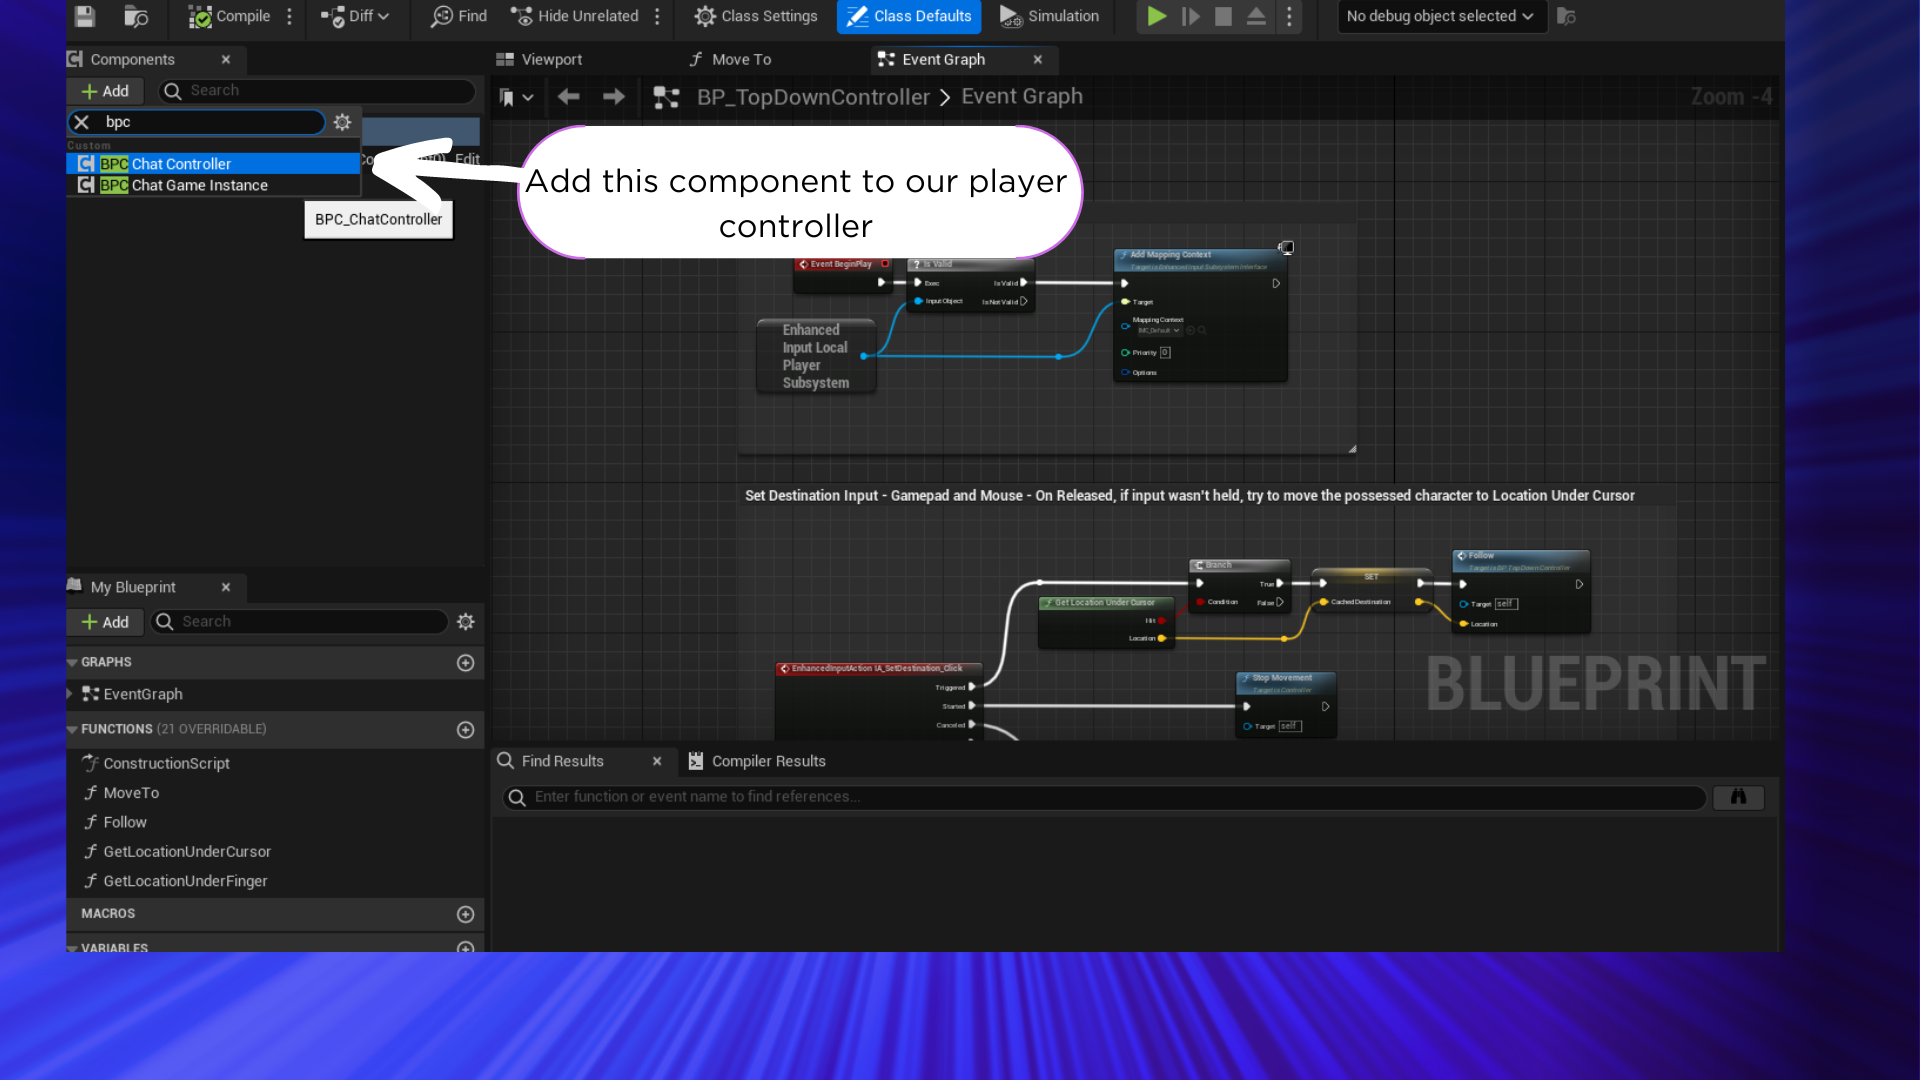 Compile
Diff
Find
Hide Unrelated
Class Settings
Class Defaults
Simulation
No debug object selected
Components
Add
Search
bpc
Custom
BPC Chat Controller
BPC Chat Game Instance
Edit
BPC_ChatController
Viewport
Move To
Event Graph
BP_TopDownController > Event Graph
Zoom -4
Add this component to our player
controller
Event BeginPlay
Is Valid
Exec
Is Valid
Input Object
Is Not Valid
Enhanced
Input Local
Player
Subsystem
Add Mapping Context
Target is Enhanced Input Subsystem Interface
Target
Mapping Context
IMC_Default
Priority 0
Options
Set Destination Input - Gamepad and Mouse - On Released, if input wasn't held, try to move the possessed character to Location Under Cursor
Get Location Under Cursor
Hit
Location
Branch
True
Condition
False
SET
Cached Destination
Follow
Target is BP Top Down Controller
Target self
Location
EnhancedInputAction IA_SetDestination_Click
Triggered
Started
Canceled
Stop Movement
Target is Controller
Target self
BLUEPRINT
My Blueprint
Add
Search
GRAPHS
EventGraph
FUNCTIONS (21 OVERRIDABLE)
ConstructionScript
MoveTo
Follow
GetLocationUnderCursor
GetLocationUnderFinger
MACROS
VARIABLES
Find Results
Compiler Results
Enter function or event name to find references...